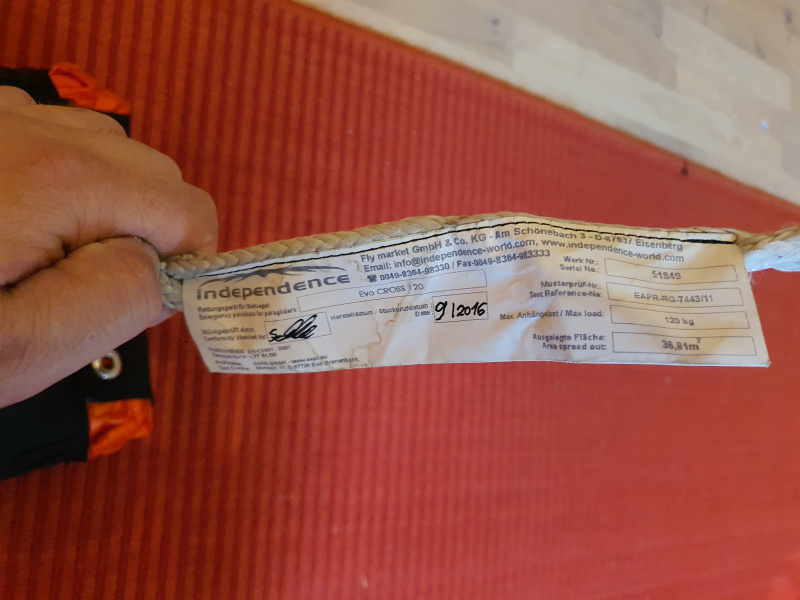 Fly market GmbH & Co. KG - Am Schönebach 3 - D-87637 Eisenberg
Email: info@independence-world.com, www.independence-world.com
☎ 0049-8364-98330 / Fax-0049-8364-983333
independence
Rettungsgerät für Gleitsegel:
Emergency parachute for paragliders:
Evo CROSS 120
Stückgeprüft durch:
Conformity checked by:
Herstelldatum / Stückprüfdatum:
Date:
9/2016
Werk Nr.:
Serial No.:
51849
Musterprüf-Nr.:
Test Reference-No:
EAPR-RG-7443/11
Max. Anhängelast / Max load:
120 kg
Ausgelegte Fläche:
Area spread out:
36,81m²